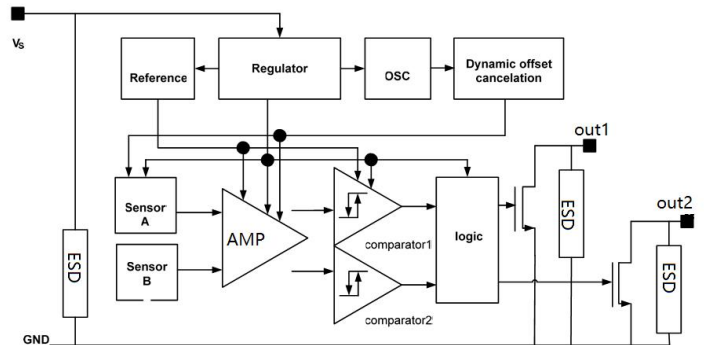 Vs
Reference
Regulator
OSC
Dynamic offset
cancelation
out1
out2
Sensor
A
AMP
comparator1
logic
ESD
ESD
Sensor
B
ESD
comparator2
GND